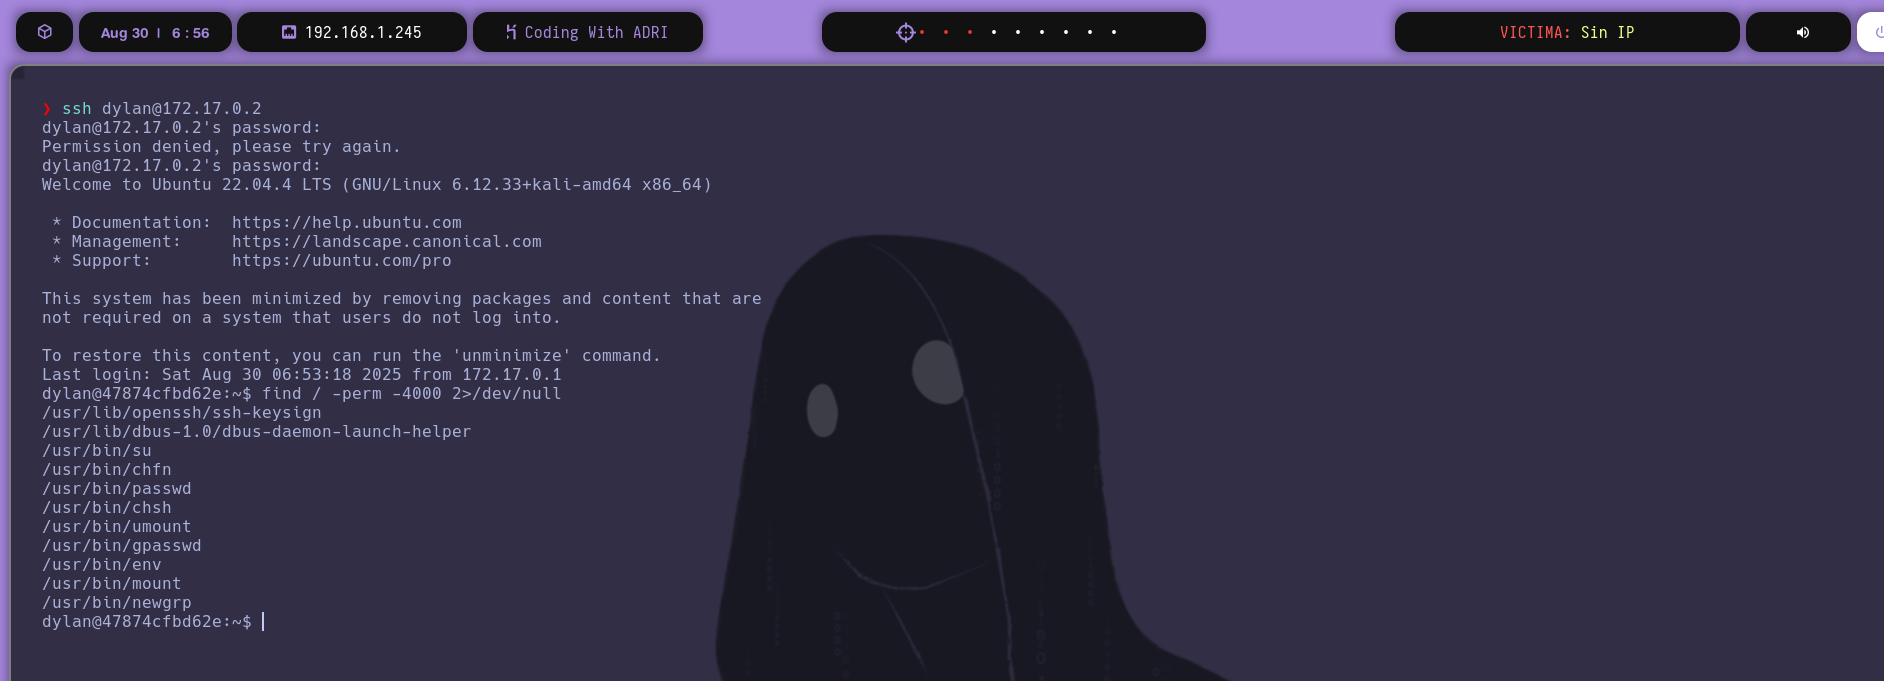 Aug 30 | 6 : 56
192.168.1.245
Coding With ADRI
VICTIMA: Sin IP
❯ ssh dylan@172.17.0.2
dylan@172.17.0.2's password:
Permission denied, please try again.
dylan@172.17.0.2's password:
Welcome to Ubuntu 22.04.4 LTS (GNU/Linux 6.12.33+kali-amd64 x86_64)
* Documentation:  https://help.ubuntu.com
* Management:     https://landscape.canonical.com
* Support:        https://ubuntu.com/pro
This system has been minimized by removing packages and content that are
not required on a system that users do not log into.
To restore this content, you can run the 'unminimize' command.
Last login: Sat Aug 30 06:53:18 2025 from 172.17.0.1
dylan@47874cfbd62e:~$ find / -perm -4000 2>/dev/null
/usr/lib/openssh/ssh-keysign
/usr/lib/dbus-1.0/dbus-daemon-launch-helper
/usr/bin/su
/usr/bin/chfn
/usr/bin/passwd
/usr/bin/chsh
/usr/bin/umount
/usr/bin/gpasswd
/usr/bin/env
/usr/bin/mount
/usr/bin/newgrp
dylan@47874cfbd62e:~$